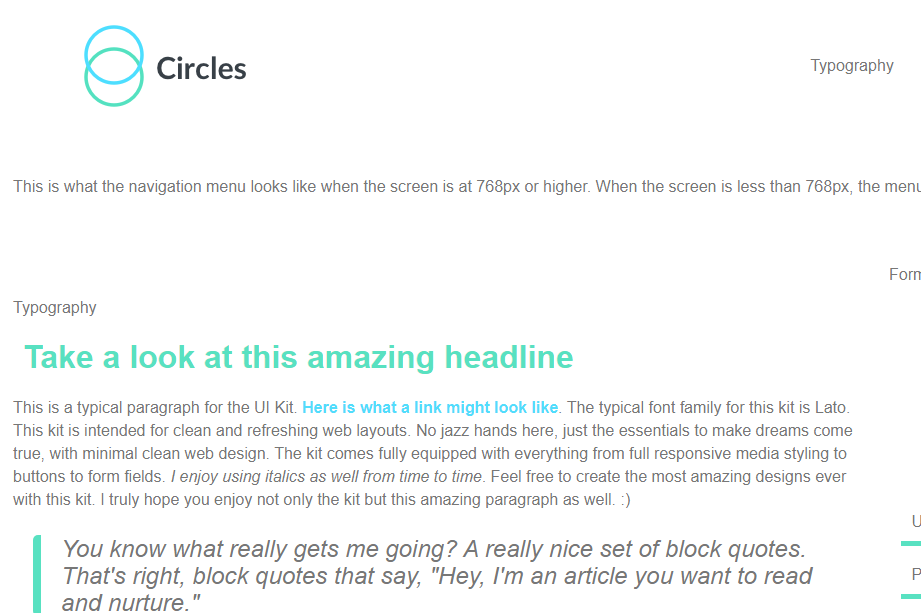 Circles
Typography
This is what the navigation menu looks like when the screen is at 768px or higher. When the screen is less than 768px, the menu
Form
Typography
Take a look at this amazing headline
This is a typical paragraph for the UI Kit. Here is what a link might look like. The typical font family for this kit is Lato.
This kit is intended for clean and refreshing web layouts. No jazz hands here, just the essentials to make dreams come
true, with minimal clean web design. The kit comes fully equipped with everything from full responsive media styling to
buttons to form fields. I enjoy using italics as well from time to time. Feel free to create the most amazing designs ever
with this kit. I truly hope you enjoy not only the kit but this amazing paragraph as well. :)
U
You know what really gets me going? A really nice set of block quotes.
That's right, block quotes that say, "Hey, I'm an article you want to read
P
and nurture."